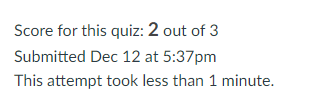 Score for this quiz: 2 out of 3
Submitted Dec 12 at 5:37pm
This attempt took less than 1 minute.